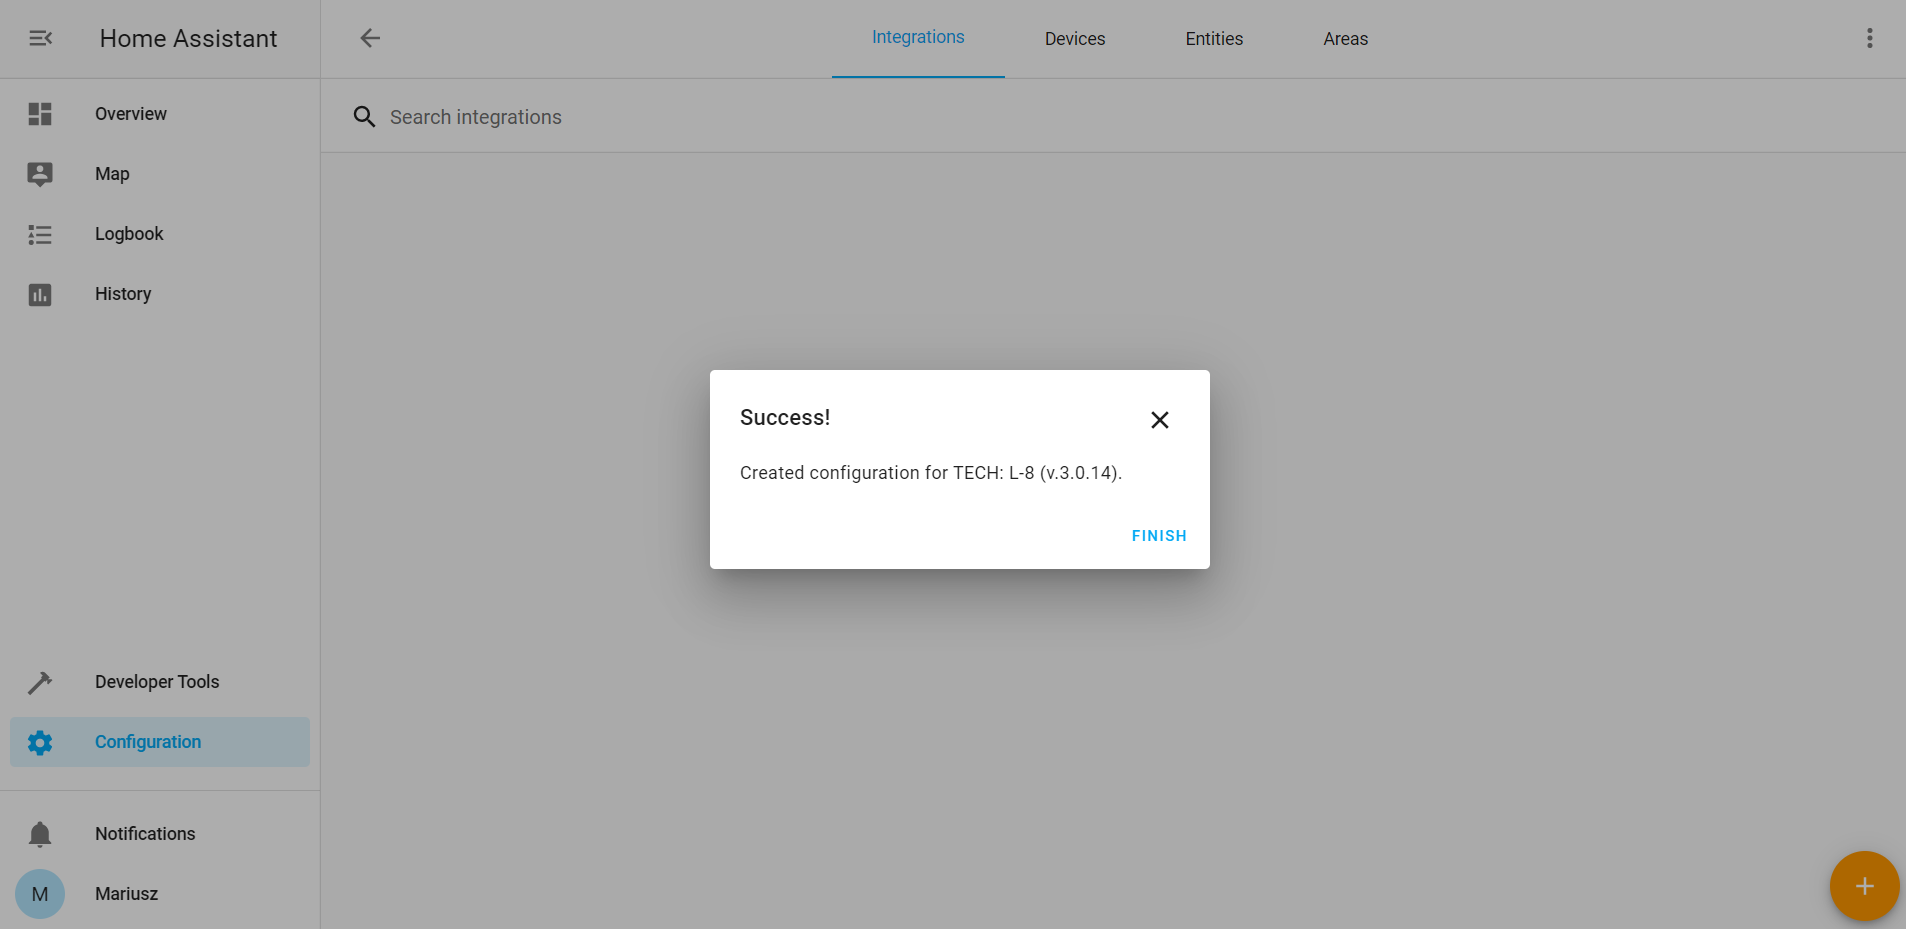 Home Assistant
Integrations
Devices
Entities
Areas
Search integrations
Overview
Map
Logbook
History
Success!
Created configuration for TECH: L-8 (v.3.0.14).
FINISH
Developer Tools
Configuration
Notifications
M
Mariusz